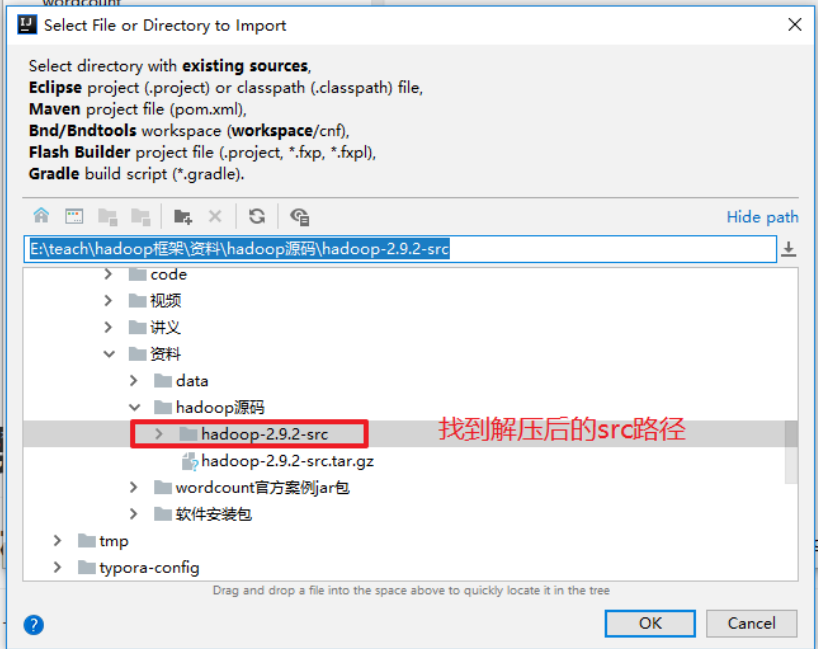 wordcount
Select File or Directory to Import
Select directory with existing sources,
Eclipse project (.project) or classpath (.classpath) file,
Maven project file (pom.xml),
Bnd/Bndtools workspace (workspace/cnf),
Flash Builder project file (.project, *.fxp, *.fxpl),
Gradle build script (*.gradle).
Hide path
E:\teach\hadoop框架\资料\hadoop源码\hadoop-2.9.2-src
code
视频
讲义
资料
data
hadoop源码
hadoop-2.9.2-src 找到解压后的src路径
hadoop-2.9.2-src.tar.gz
wordcount官方案例jar包
软件安装包
tmp
typora-config
Drag and drop a file into the space above to quickly locate it in the tree
? OK Cancel